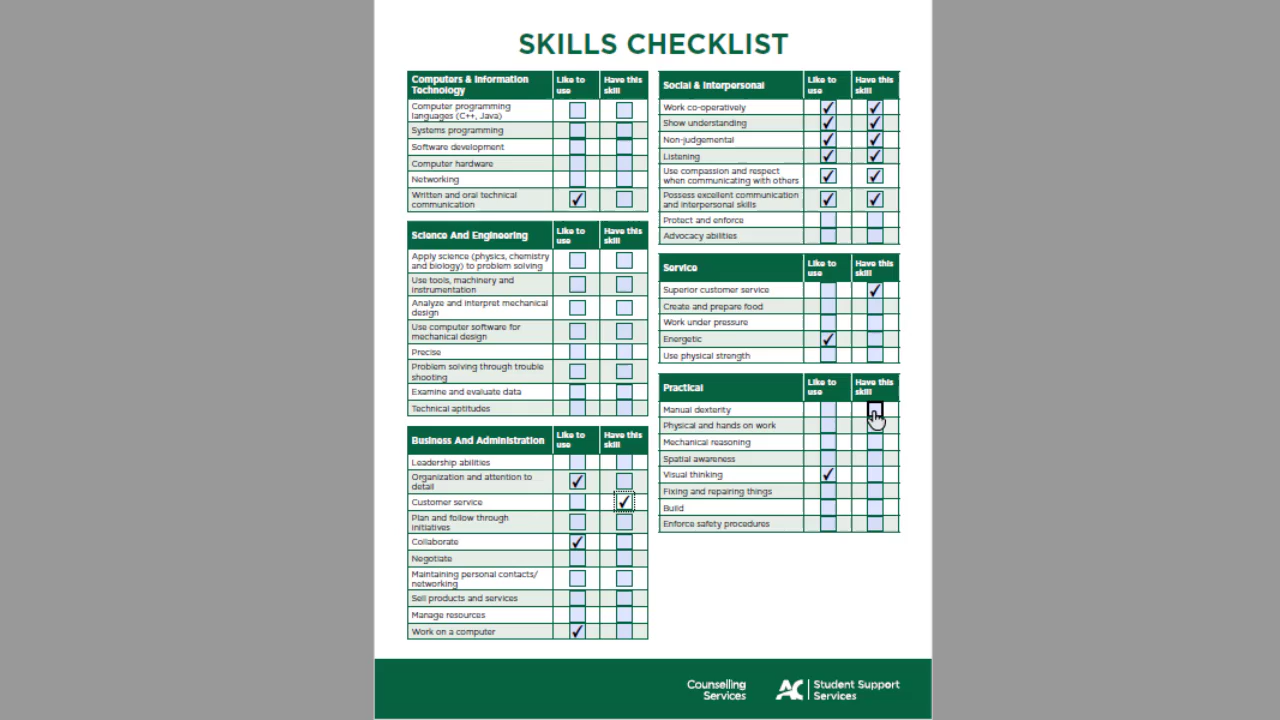 SKILLS CHECKLIST
Computers & Information
Technology
Like to
use
Have this
skill
Computer programming
languages (C++, Java)
Systems programming
Software development
Computer hardware
Networking
Written and oral technical
communication
Science And Engineering
Like to
use
Have this
skill
Apply science (physics, chemistry
and biology) to problem solving
Use tools, machinery and
instrumentation
Analyze and interpret mechanical
design
Use computer software for
mechanical design
Precise
Problem solving through trouble
shooting
Examine and evaluate data
Technical aptitudes
Business And Administration
Like to
use
Have this
skill
Leadership abilities
Organization and attention to
detail
Customer service
Plan and follow through
initiatives
Collaborate
Negotiate
Maintaining personal contacts/
networking
Sell products and services
Manage resources
Work on a computer
Social & Interpersonal
Like to
use
Have this
skill
Work co-operatively
Show understanding
Non-judgemental
Listening
Use compassion and respect
when communicating with others
Possess excellent communication
and interpersonal skills
Protect and enforce
Advocacy abilities
Service
Like to
use
Have this
skill
Superior customer service
Create and prepare food
Work under pressure
Energetic
Use physical strength
Practical
Like to
use
Have this
skill
Manual dexterity
Physical and hands on work
Mechanical reasoning
Spatial awareness
Visual thinking
Fixing and repairing things
Build
Enforce safety procedures
Counselling
Services
AC
Student Support
Services